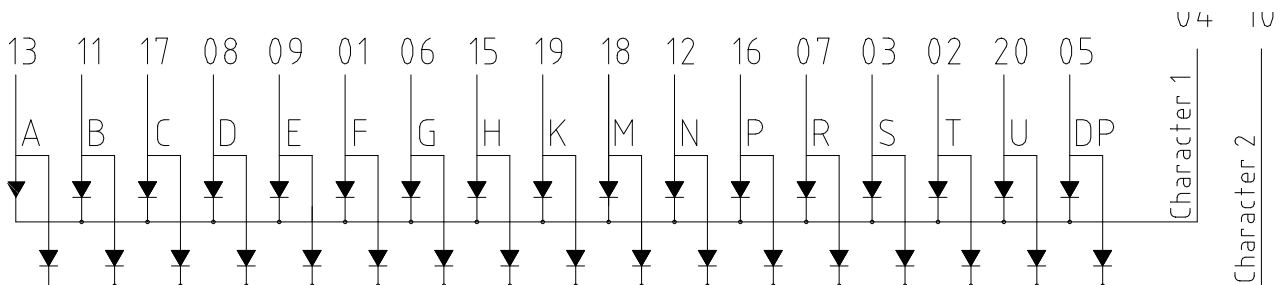 04 10
13 11 17 08 09 01 06 15 19 18 12 16 07 03 02 20 05
A B C D E F G H K M N P R S T U DP
Character 1
Character 2